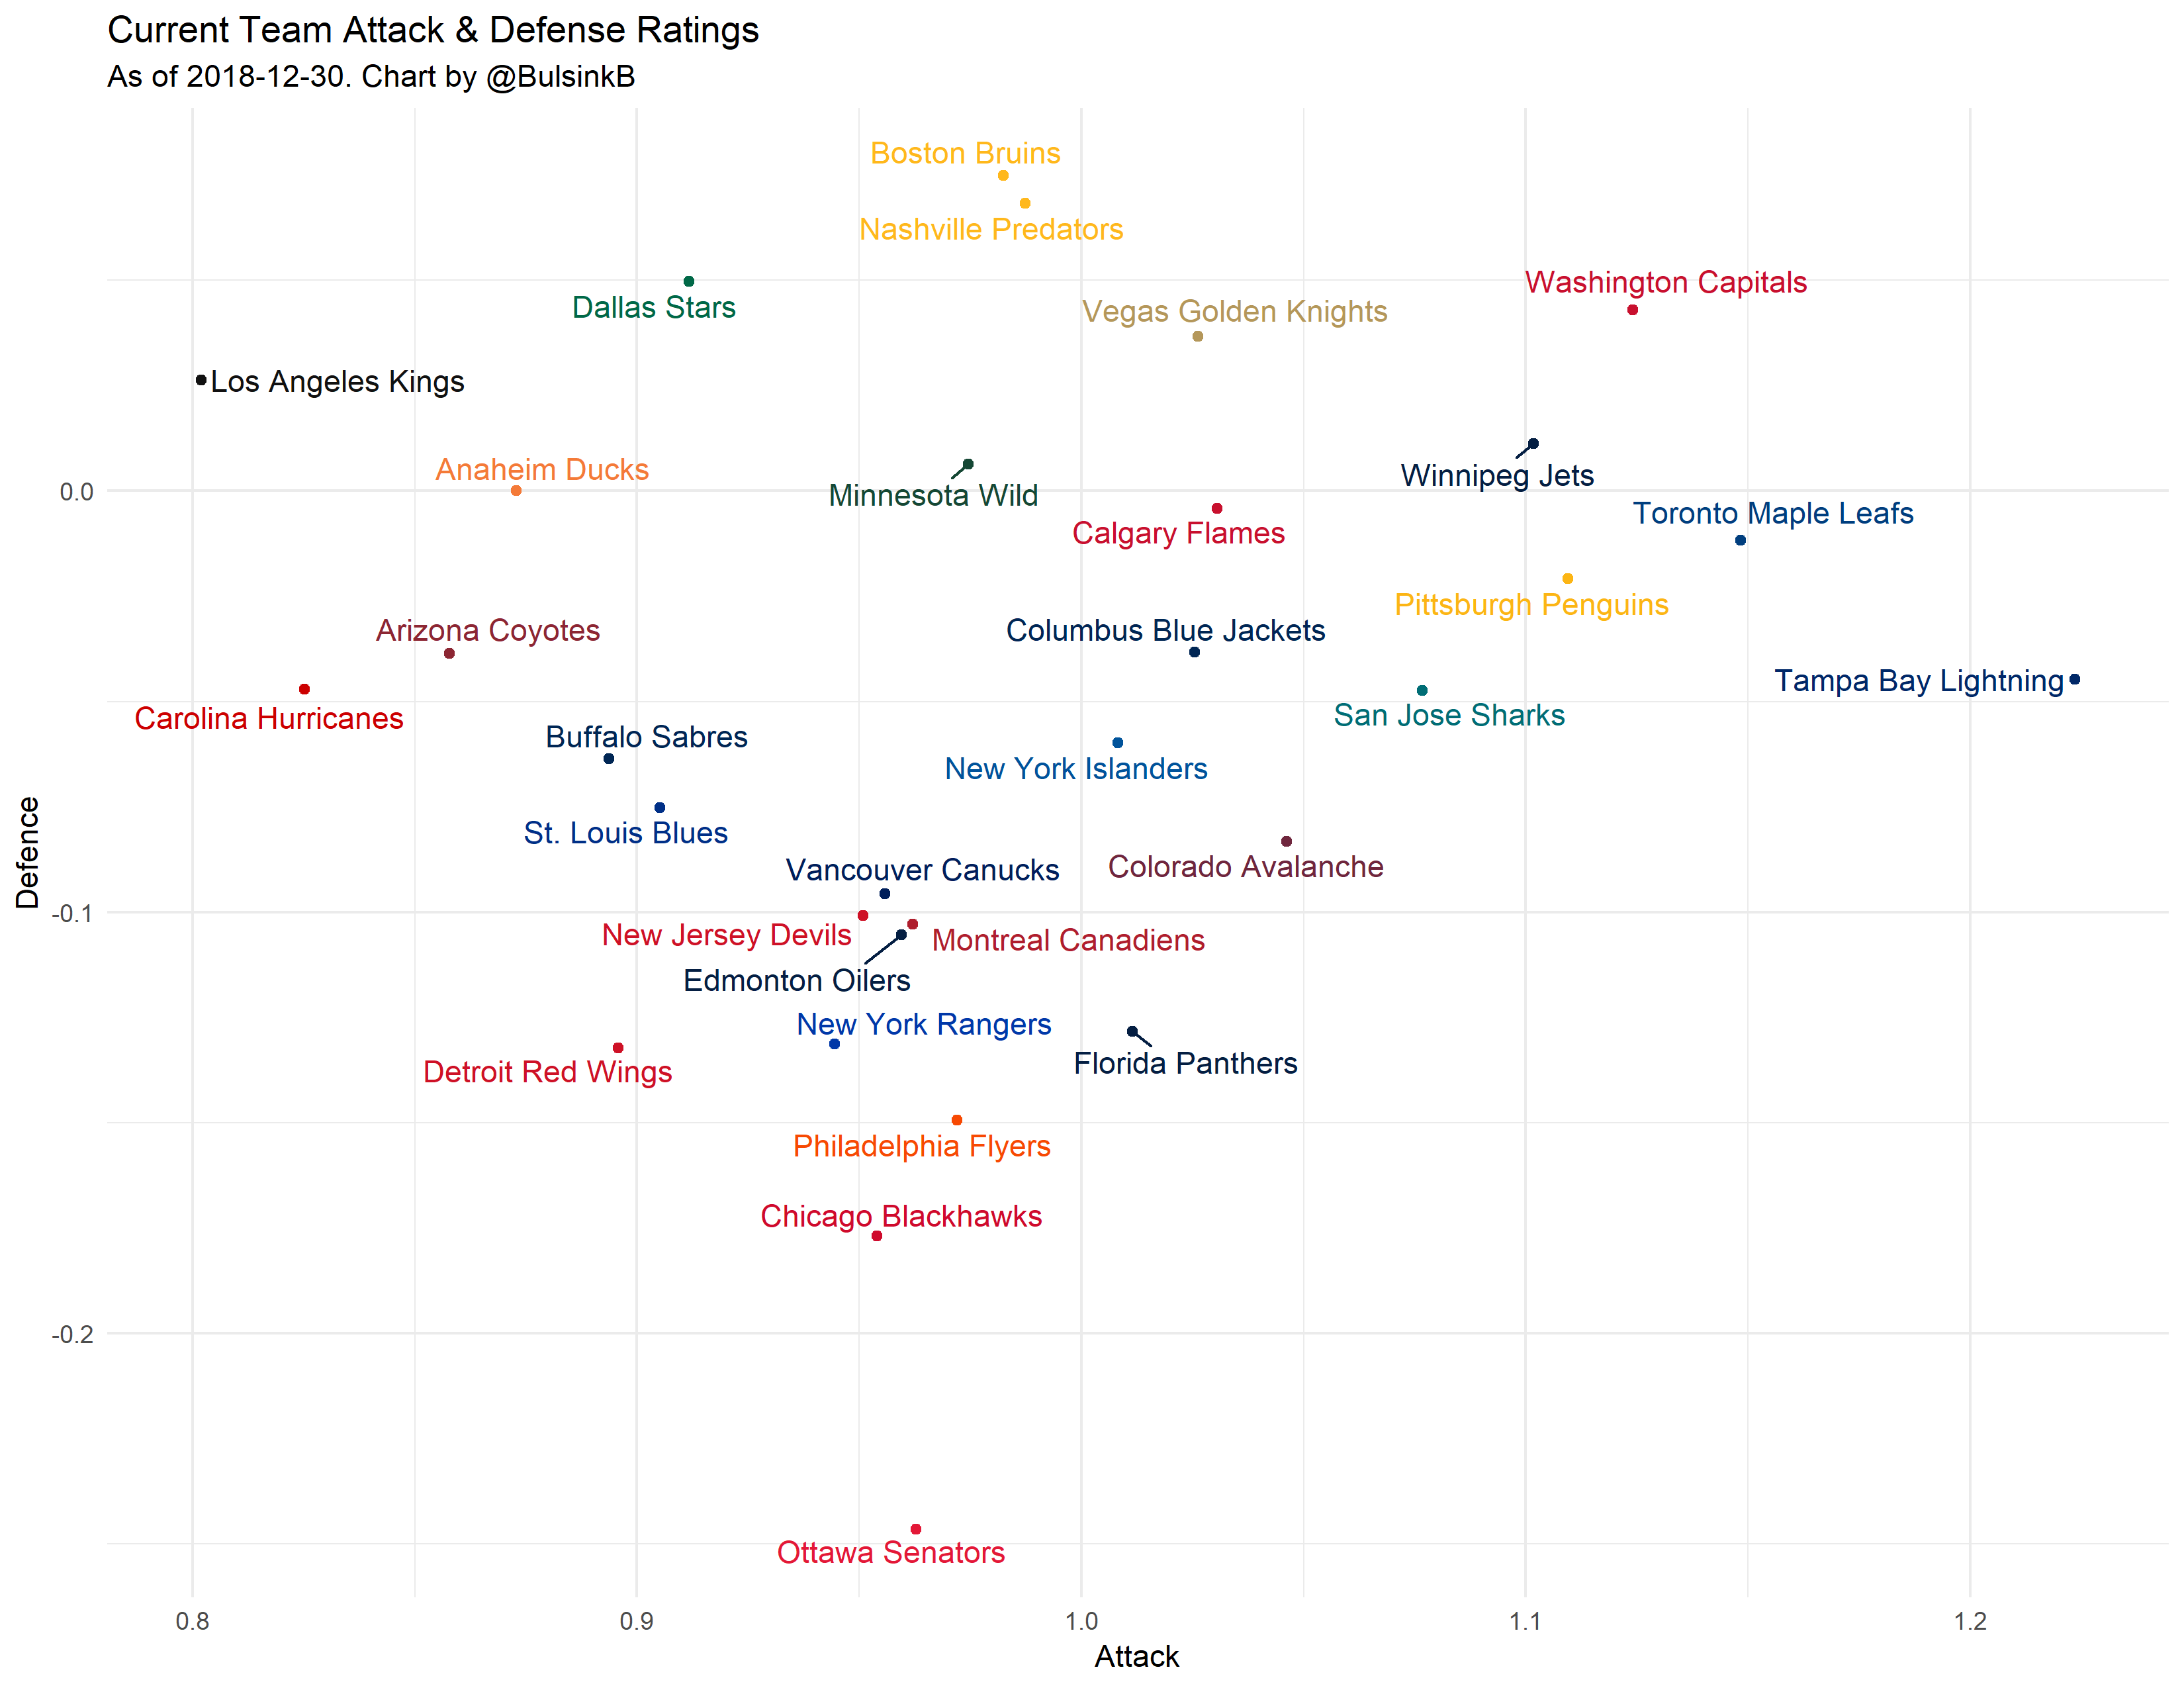 Current Team Attack & Defense Ratings
As of 2018-12-30. Chart by @BulsinkB
Boston Bruins
Nashville Predators
Washington Capitals
Dallas Stars
Vegas Golden Knights
Los Angeles Kings
Anaheim Ducks
Winnipeg Jets
0.0
Minnesota Wild
Toronto Maple Leafs
Calgary Flames
Pittsburgh Penguins
Arizona Coyotes
Columbus Blue Jackets
Tampa Bay Lightning
Carolina Hurricanes
San Jose Sharks
Buffalo Sabres
New York Islanders
St. Louis Blues
Defence
Colorado Avalanche
Vancouver Canucks
-0.1
New Jersey Devils
Montreal Canadiens
Edmonton Oilers
New York Rangers
Florida Panthers
Detroit Red Wings
Philadelphia Flyers
Chicago Blackhawks
-0.2
Ottawa Senators
0.8
0.9
1.0
1.1
1.2
Attack